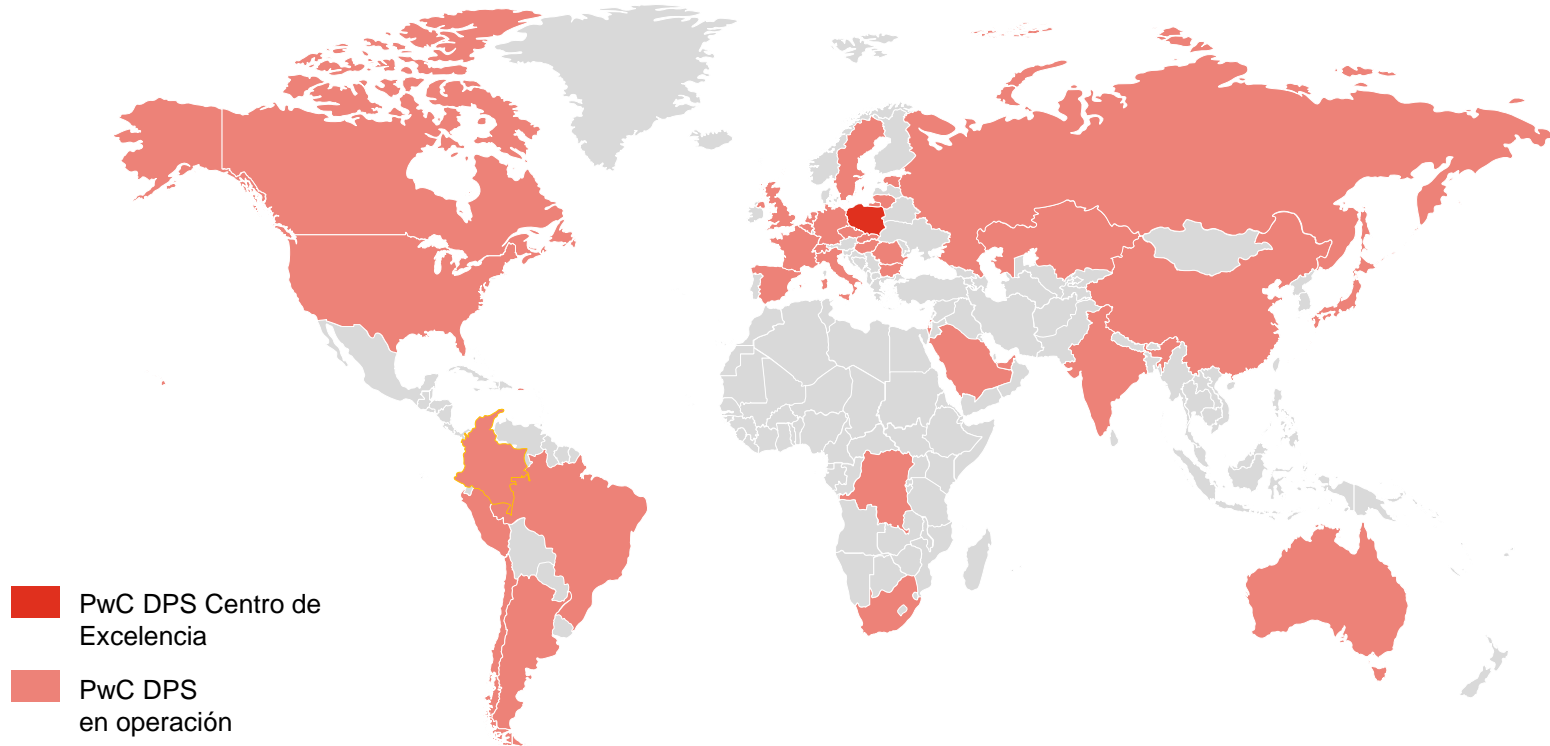 PwC DPS Centro de
Excelencia
PwC DPS
en operación